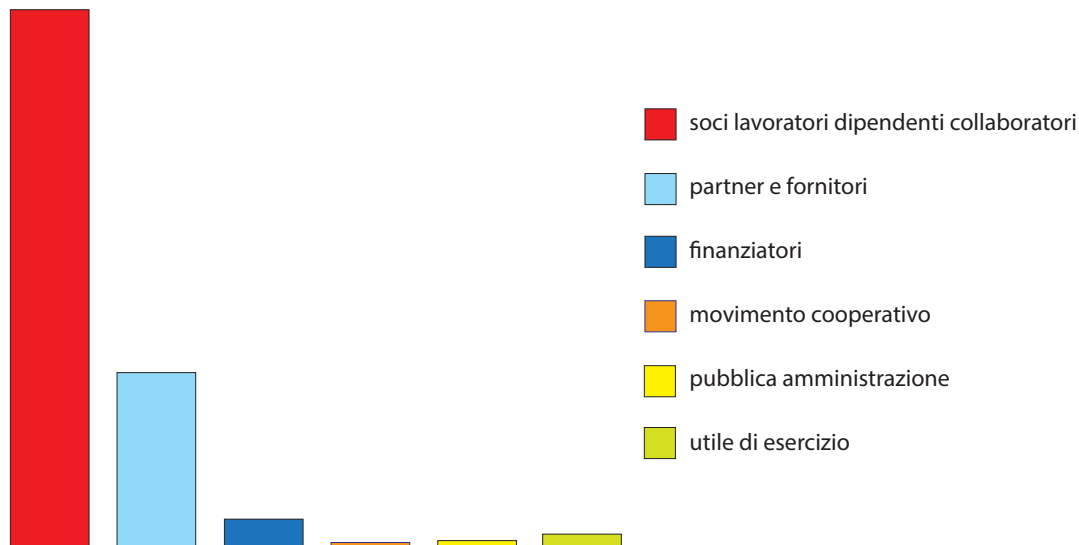 soci lavoratori dipendenti collaboratori
partner e fornitori
finanziatori
movimento cooperativo
pubblica amministrazione
utile di esercizio